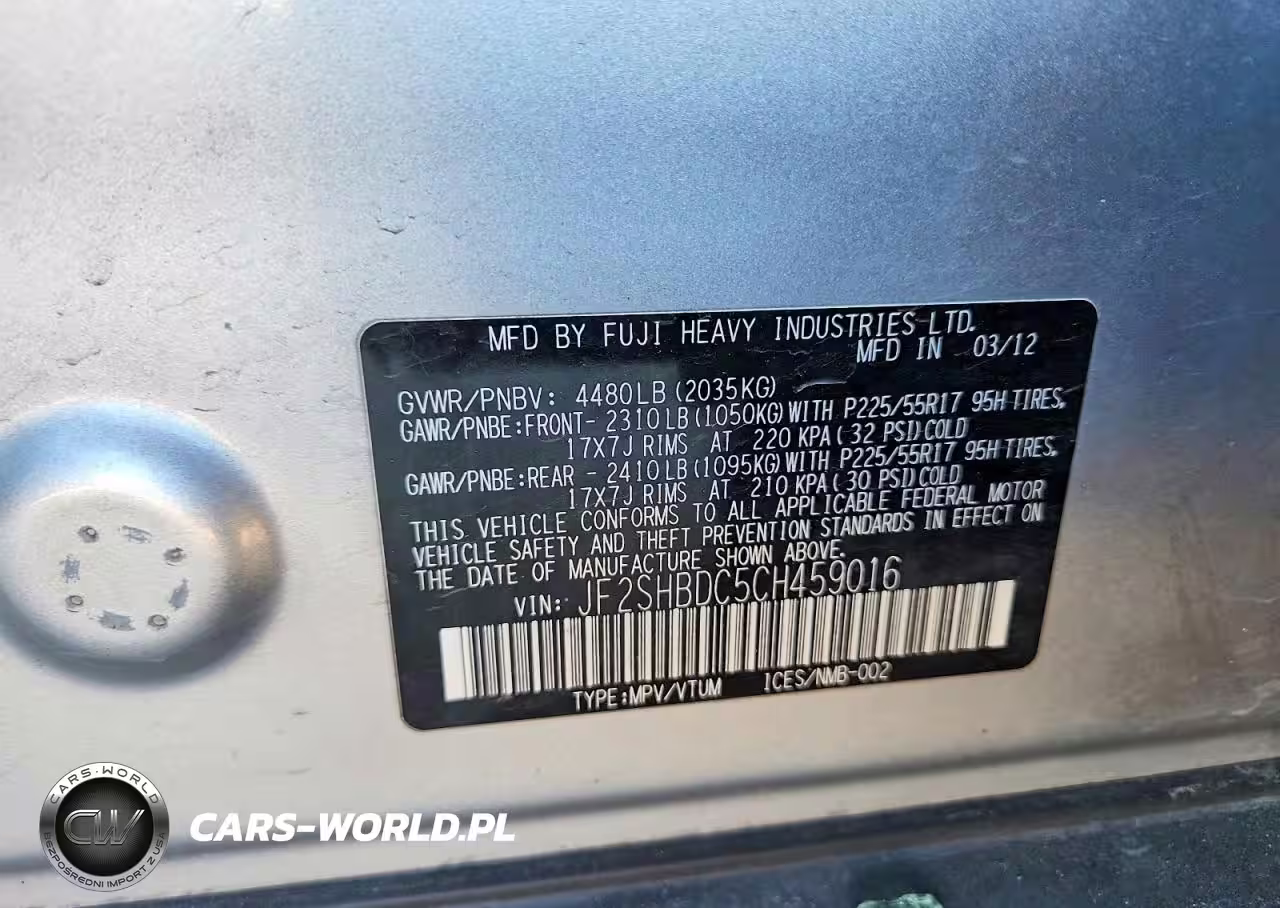 MFD BY FUJI HEAVY INDUSTRIES LTD.
MFD IN 03/12
GVWR/PNBV: 4480LB (2035KG)
GAWR/PNBE:FRONT- 2310LB (1050KG) WITH P225/55R17 95H TIRES,
17X7J RIMS AT 220 KPA ( 32 PSI) COLD
GAWR/PNBE:REAR - 2410LB (1095KG) WITH P225/55R17 95H TIRES,
17X7J RIMS AT 210 KPA ( 30 PSI) COLD
THIS VEHICLE CONFORMS TO ALL APPLICABLE FEDERAL MOTOR
VEHICLE SAFETY AND THEFT PREVENTION STANDARDS IN EFFECT ON
THE DATE OF MANUFACTURE SHOWN ABOVE.
VIN: JF2SHBDC5CH459016
TYPE:MPV/VTUM ICES/NMB-002
CARS-WORLD
CW
BEZPOŚREDNI IMPORT Z USA
CARS-WORLD.PL